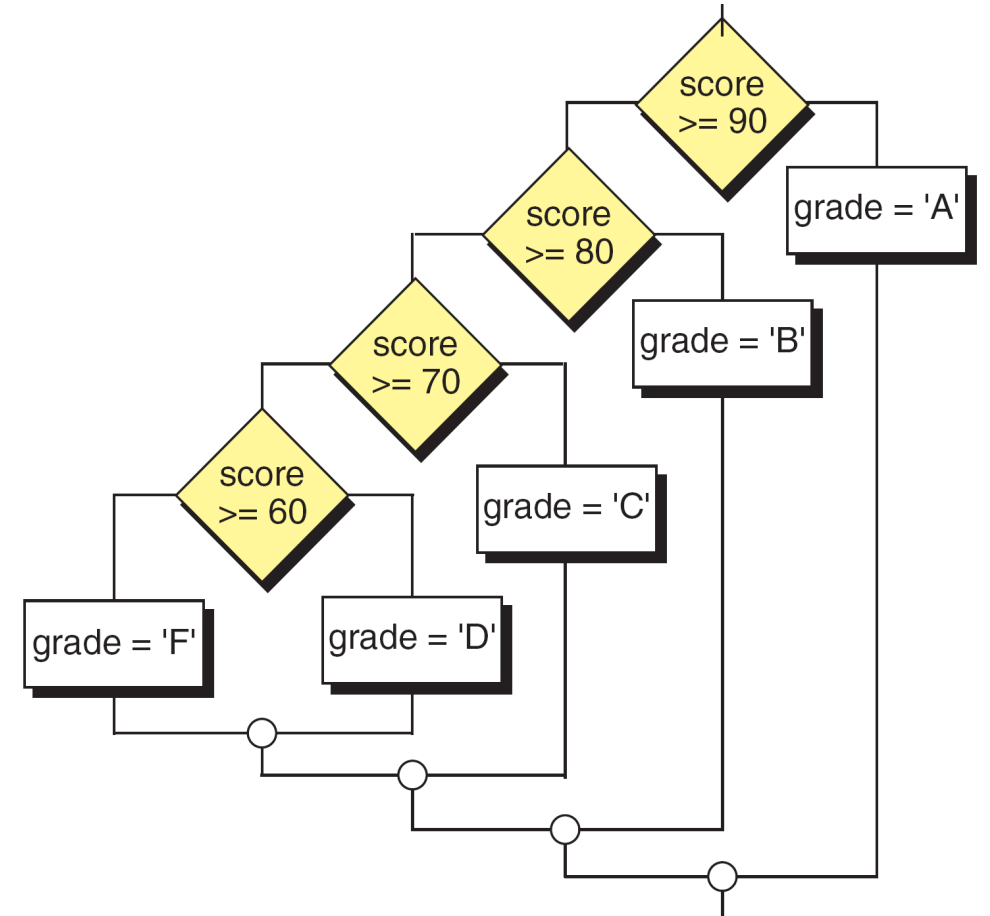 score
>= 90
grade = 'A'
score
>= 80
grade = 'B'
score
>= 70
grade = 'C'
score
>= 60
grade = 'F'
grade = 'D'